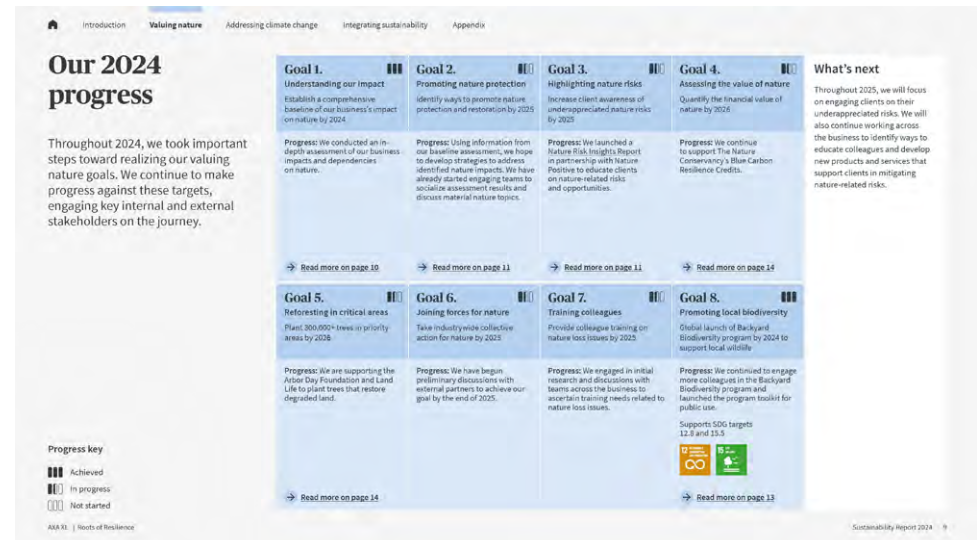 Introduction
Valuing nature
Addressing climate change
Integrating sustainability
Appendix
Our 2024
progress
Throughout 2024, we took important
steps toward realizing our valuing
nature goals. We continue to make
progress against these targets,
engaging key internal and external
stakeholders on the journey.
Goal 1.
Understanding our impact
Establish a comprehensive
baseline of our business's impact
on nature by 2024
Progress: We conducted an in-
depth assessment of our business
impacts and dependencies
on nature.
Read more on page 10
Goal 2.
Promoting nature protection
Identify ways to promote nature
protection and restoration by 2025
Progress: Using information from
our baseline assessment, we hope
to develop strategies to address
identified nature impacts. We have
already started engaging teams to
socialize assessment results and
discuss material nature topics.
Read more on page 11
Goal 3.
Highlighting nature risks
Increase client awareness of
underappreciated nature risks
by 2025
Progress: We launched a
Nature Risk Insights Report
in partnership with Nature
Positive to educate clients
on nature-related risks
and opportunities.
Read more on page 11
Goal 4.
Assessing the value of nature
Quantify the financial value of
nature by 2026
Progress: We continue
to support The Nature
Conservancy's Blue Carbon
Resilience Credits.
Read more on page 14
What's next
Throughout 2025, we will focus
on engaging clients on their
underappreciated risks. We will
also continue working across
the business to identify ways to
educate colleagues and develop
new products and services that
support clients in mitigating
nature-related risks.
Goal 5.
Reforesting in critical areas
Plant 300,000+ trees in priority
areas by 2026
Progress: We are supporting the
Arbor Day Foundation and Land
Life to plant trees that restore
degraded land.
Read more on page 14
Goal 6.
Joining forces for nature
Take industrywide collective
action for nature by 2025
Progress: We have begun
preliminary discussions with
external partners to achieve our
goal by the end of 2025.
Goal 7.
Training colleagues
Provide colleague training on
nature loss issues by 2025
Progress: We engaged in initial
research and discussions with
teams across the business to
ascertain training needs related to
nature loss issues.
Goal 8.
Promoting local biodiversity
Global launch of Backyard
Biodiversity program by 2024 to
support local wildlife
Progress: We continued to engage
more colleagues in the Backyard
Biodiversity program and
launched the program toolkit for
public use.
Supports SDG targets
12.8 and 15.5
12
15
Read more on page 13
Progress key
Achieved
In progress
Not started
AXA XL | Roots of Resilience
Sustainability Report 2024 9